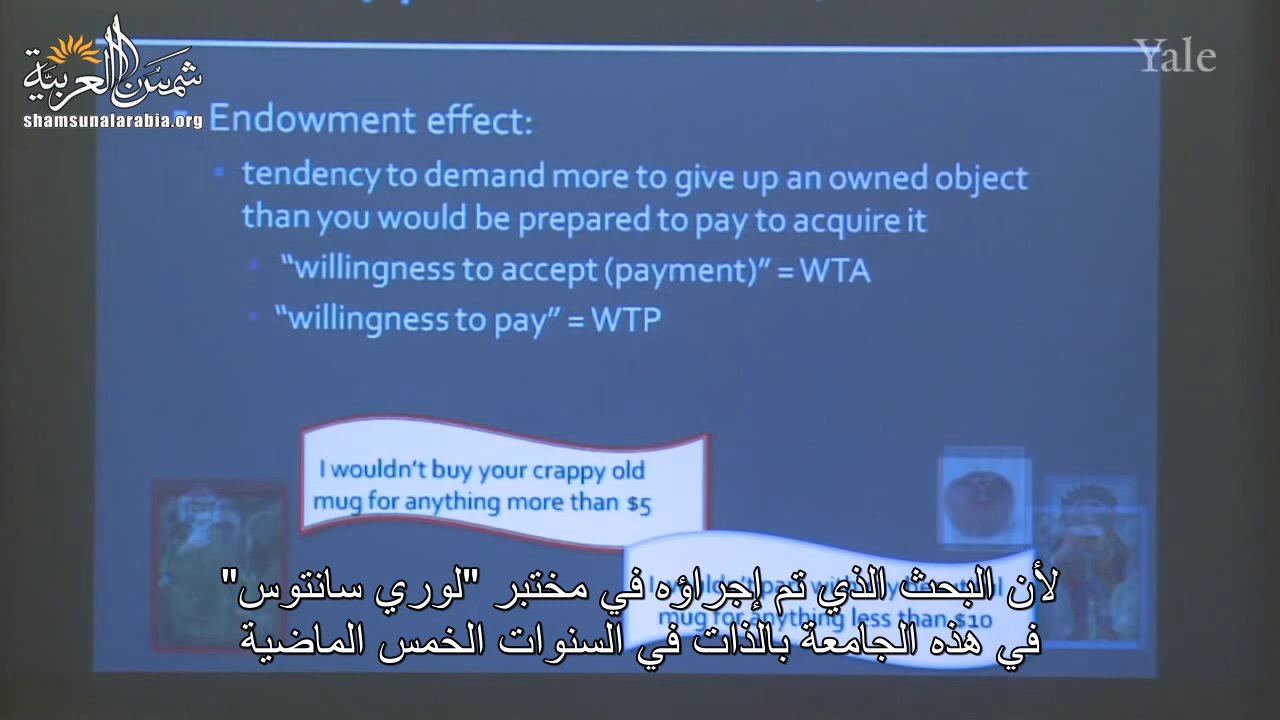 شمس العربية
shamsunalarabia.org
Yale
Endowment effect:
tendency to demand more to give up an owned object
than you would be prepared to pay to acquire it
“willingness to accept (payment)” = WTA
“willingness to pay” = WTP
I wouldn’t buy your crappy old
mug for anything more than $5
mug for anything less than $10
لأن البحث الذي تم إجراؤه في مختبر "لوري سانتوس"
في هذه الجامعة بالذات في السنوات الخمس الماضية